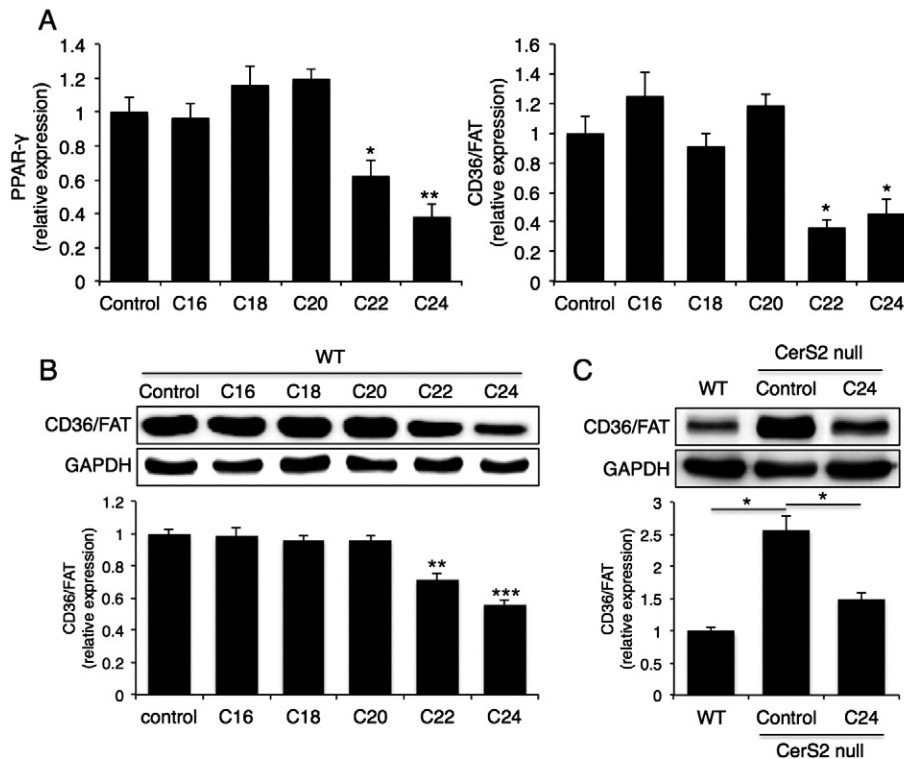 A
PPAR-γ
(relative expression)
1.4
1.2
1
0.8
0.6
0.4
0.2
0
*
**
Control C16 C18 C20 C22 C24
CD36/FAT
(relative expression)
1.6
1.4
1.2
1.0
0.8
0.6
0.4
0.2
0
*
*
Control C16 C18 C20 C22 C24
B
WT
Control C16 C18 C20 C22 C24
CD36/FAT
GAPDH
CD36/FAT
(relative expression)
1.2
1
0.8
0.6
0.4
0.2
0
**
***
control C16 C18 C20 C22 C24
C
CerS2 null
WT Control C24
CD36/FAT
GAPDH
CD36/FAT
(relative expression)
3
2.5
2
1.5
1
0.5
0
*
*
WT Control C24
CerS2 null